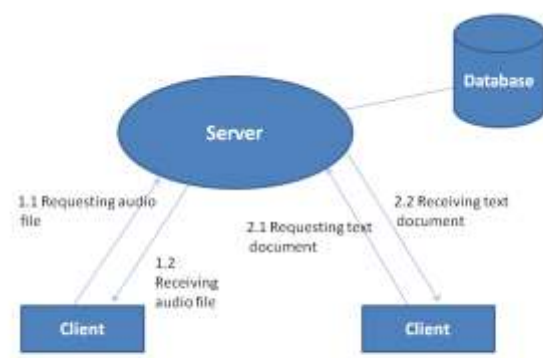 Database
Server
1.1 Requesting audio
file
2.2 Receiving text
document
2.1 Requesting text
document
1.2
Receiving
audio file
Client
Client